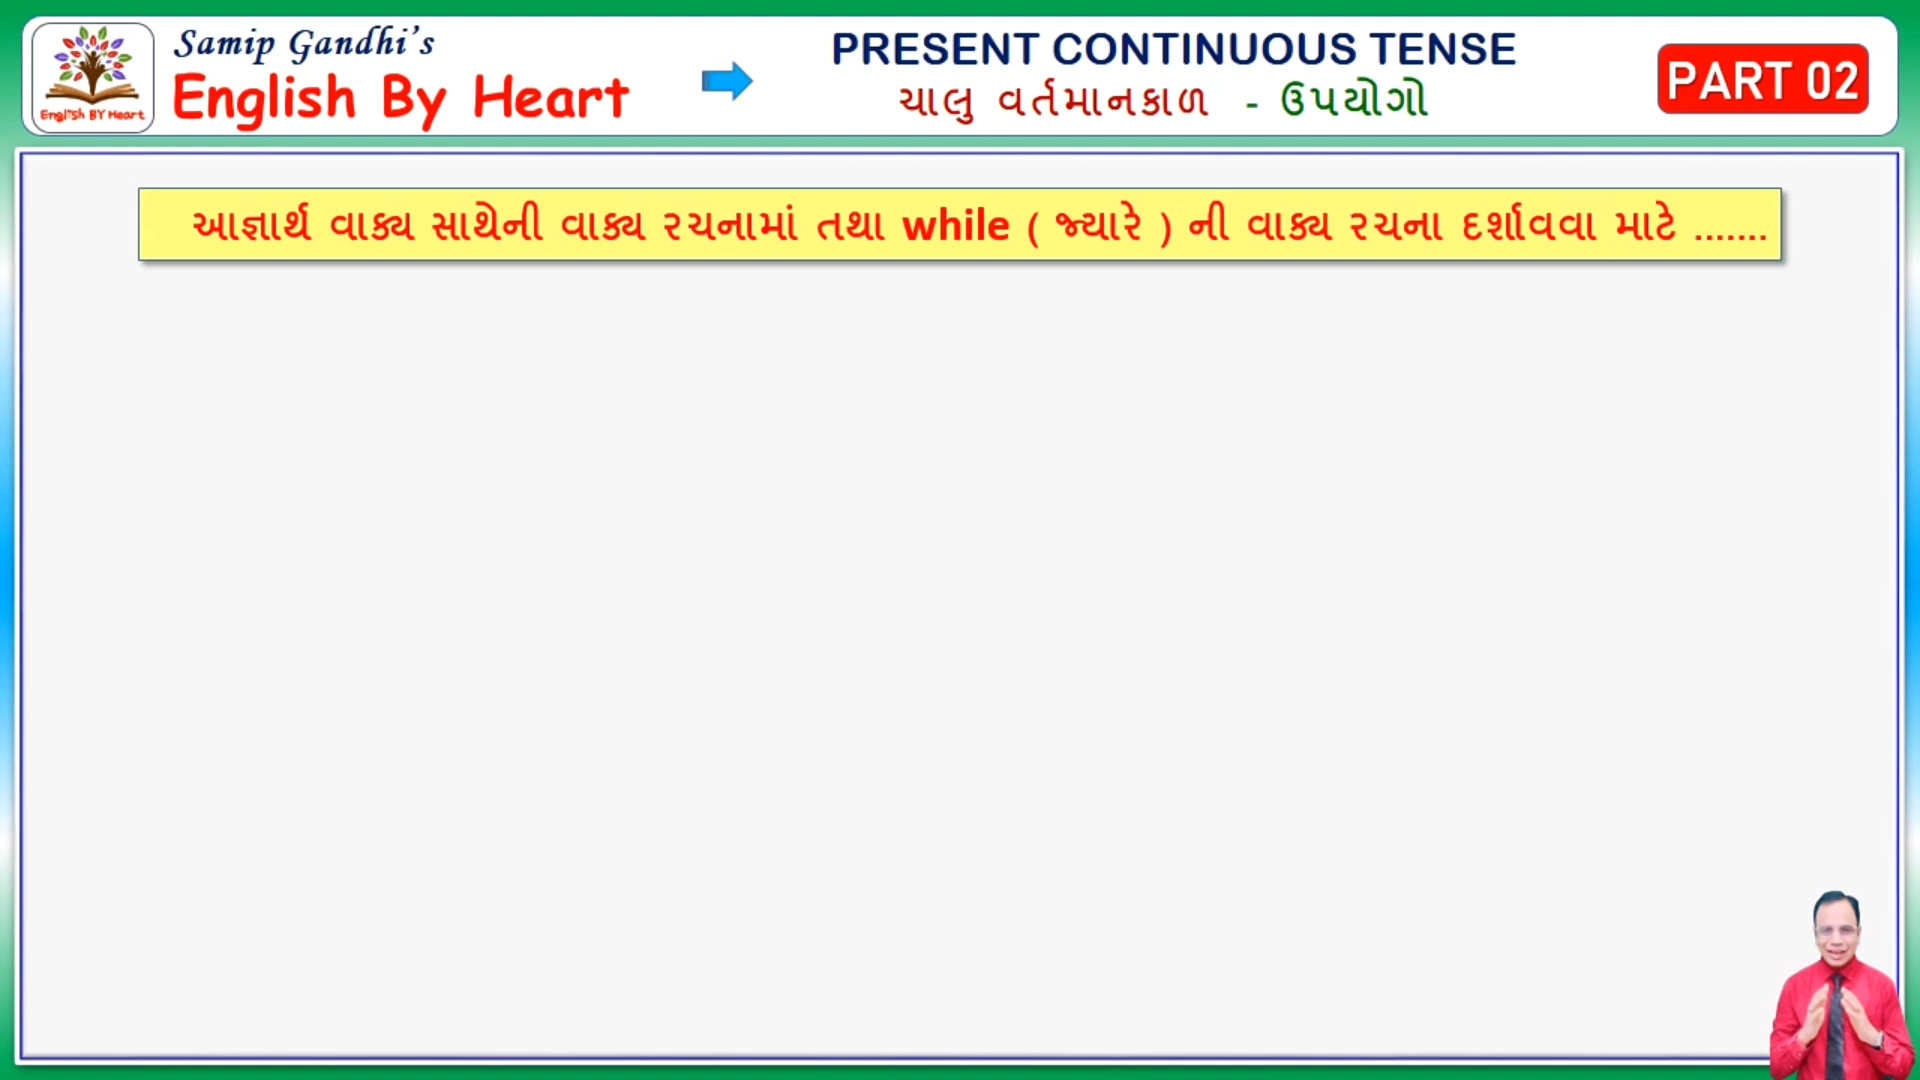 Samip Gandhi's
English By Heart
English BY Heart
PRESENT CONTINUOUS TENSE
ચાલુ વર્તમાનકાળ - ઉપયોગો
PART 02
આજ્ઞાર્થ વાક્ય સાથેની વાક્ય રચનામાં તથા while ( જ્યારે ) ની વાક્ય રચના દર્શાવવા માટે .......